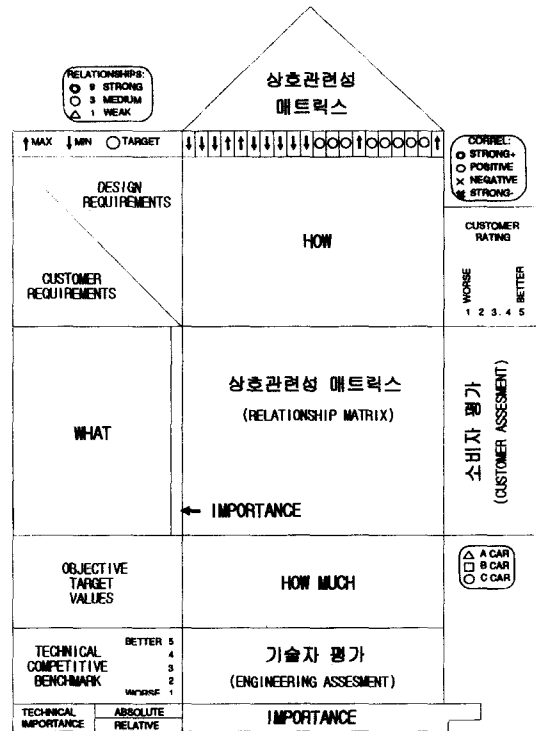 상호관련성
매트릭스
RELATIONSHIPS:
◎ 9 STRONG
○ 3 MEDIUM
△ 1 WEAK
↑MAX ↓MIN ○TARGET
↓↓↓↑↑↓↓↓↓↓○○○↑○○○○○↑
CORREL:
◎ STRONG+
○ POSITIVE
× NEGATIVE
STRONG-
DESIGN
REQUIREMENTS
CUSTOMER
REQUIREMENTS
HOW
CUSTOMER
RATING
WORSE
BETTER
1 2 3. 4 5
WHAT
상호관련성 매트릭스
(RELATIONSHIP MATRIX)
← IMPORTANCE
소비자 평가
(CUSTOMER ASSESMENT)
OBJECTIVE
TARGET
VALUES
HOW MUCH
△ A CAR
□ B CAR
○ C CAR
TECHNICAL
COMPETITIVE
BENCHMARK
BETTER 5
4
3
2
WORSE 1
기술자 평가
(ENGINEERING ASSESMENT)
TECHNICAL
IMPORTANCE
ABSOLUTE
RELATIVE
IMPORTANCE